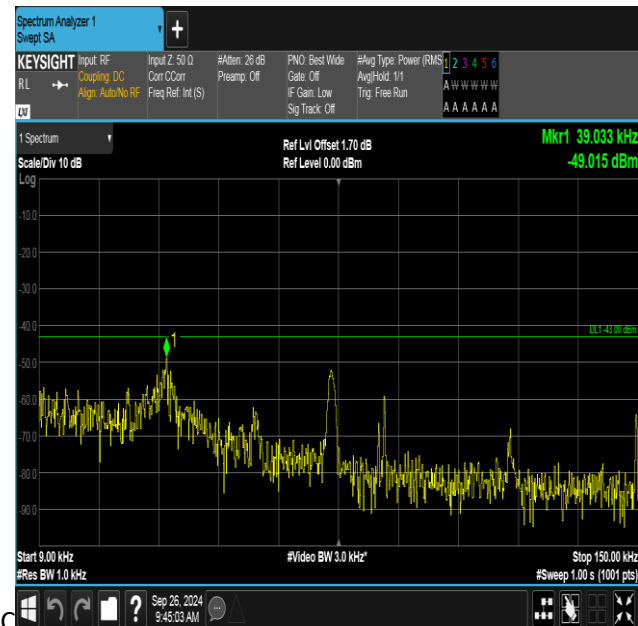 Spectrum Analyzer 1
Swept SA
KEYSIGHT
RL
LXI
Input: RF
Coupling: DC
Align: Auto/No RF
Input Z: 50 Ω
Corr CCorr
Freq Ref: Int (S)
#Atten: 26 dB
Preamp: Off
PNO: Best Wide
Gate: Off
IF Gain: Low
Sig Track: Off
#Avg Type: Power (RMS
Avg|Hold: 1/1
Trig: Free Run
1 2 3 4 5 6
A W W W W W
A A A A A A
1 Spectrum
Scale/Div 10 dB
Ref Lvl Offset 1.70 dB
Ref Level 0.00 dBm
Mkr1 39.033 kHz
-49.015 dBm
Log
-10.0
-20.0
-30.0
-40.0
DL1 -43.00 dBm
1
-50.0
-60.0
-70.0
-80.0
-90.0
Start 9.00 kHz
#Res BW 1.0 kHz
#Video BW 3.0 kHz*
Stop 150.00 kHz
#Sweep 1.00 s (1001 pts)
?
Sep 26, 2024
9:45:03 AM
C